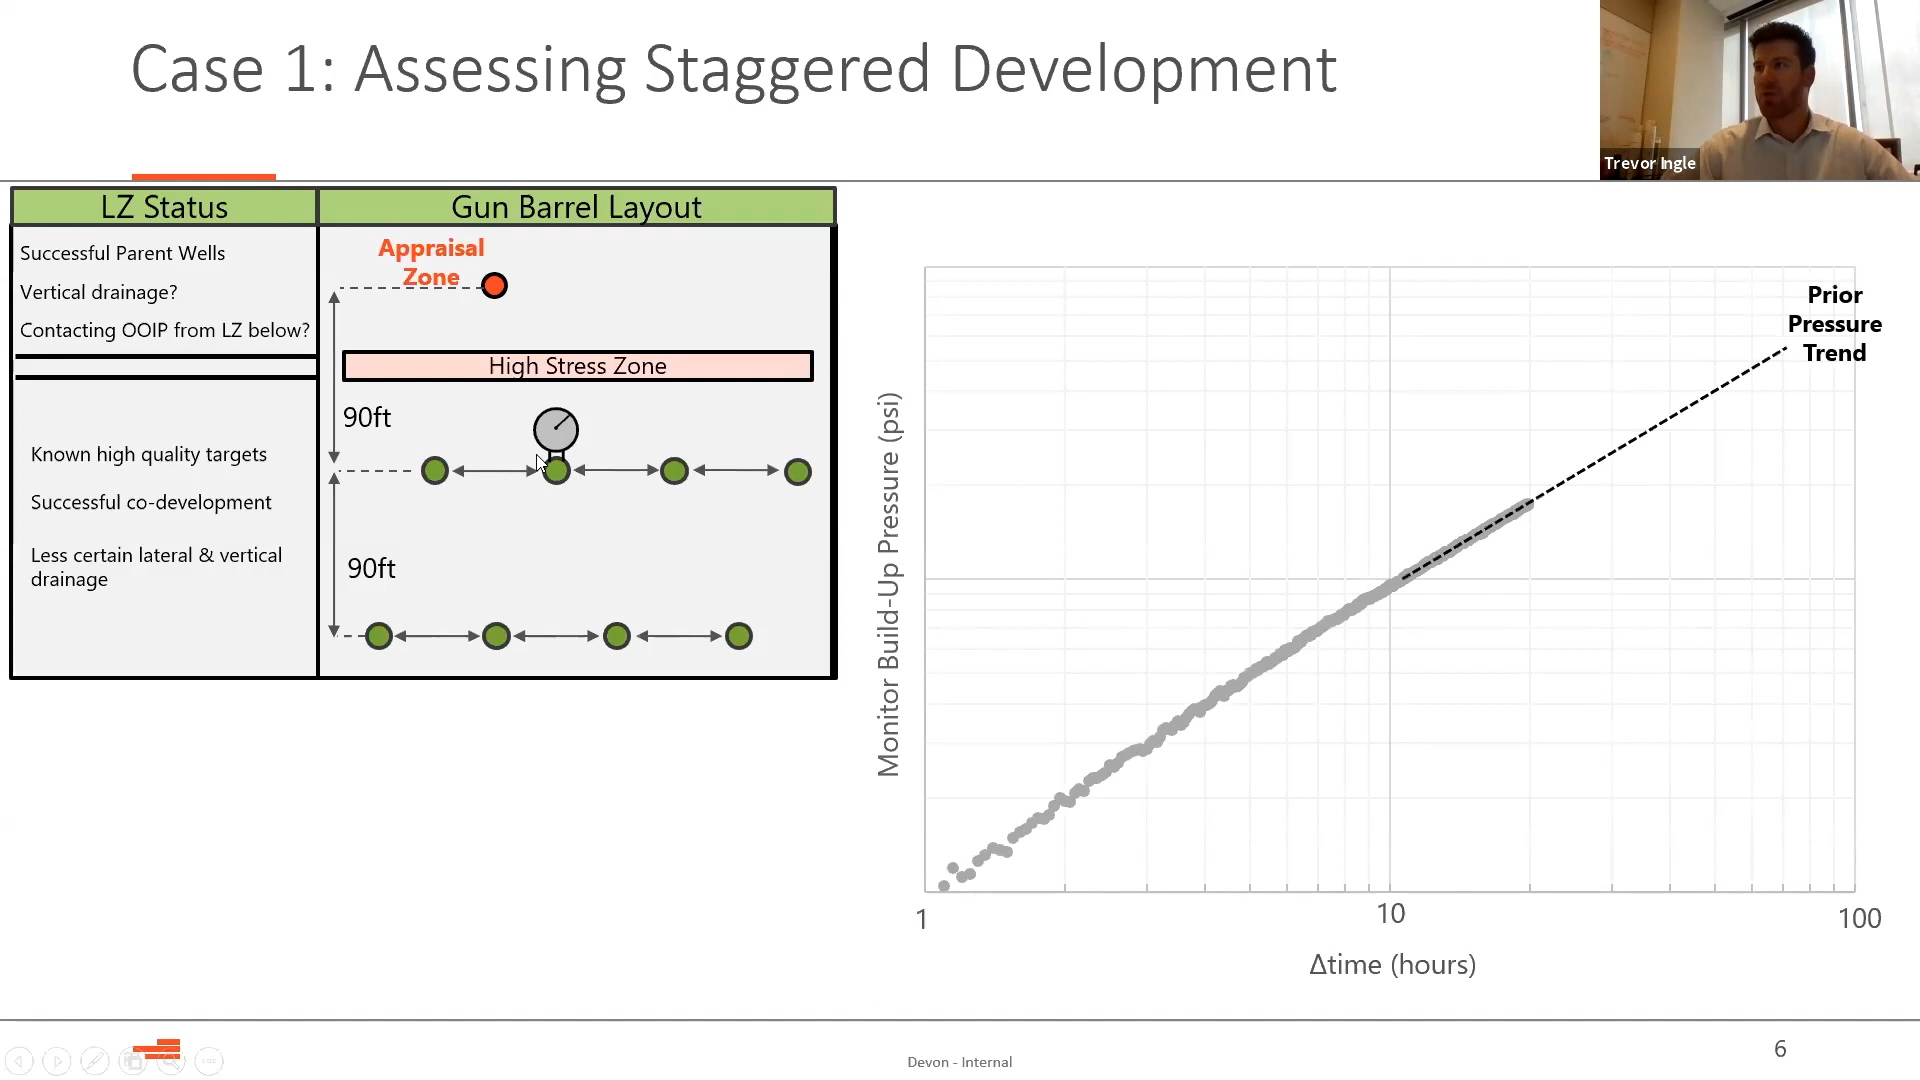 Case 1: Assessing Staggered Development
Trevor Ingle
LZ Status
Gun Barrel Layout
Successful Parent Wells
Vertical drainage?
Contacting OOIP from LZ below?
Known high quality targets
Successful co-development
Less certain lateral & vertical
drainage
Appraisal
Zone
High Stress Zone
90ft
90ft
Prior
Pressure
Trend
Monitor Build-Up Pressure (psi)
1
10
100
Δtime (hours)
Devon - Internal
6